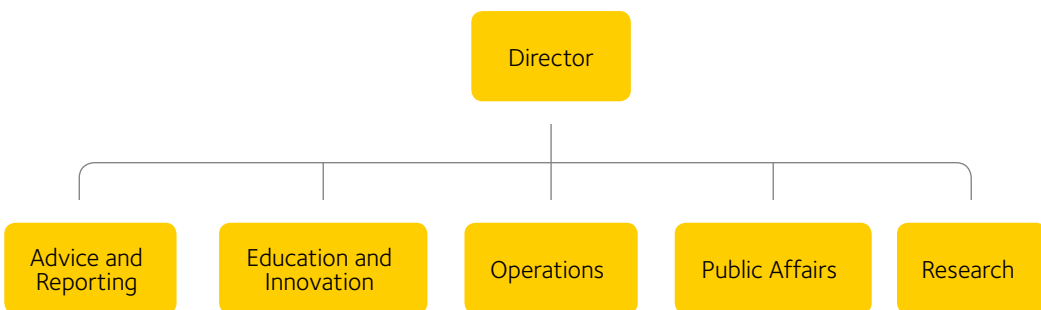 Director
Advice and
Reporting
Education and
Innovation
Operations
Public Affairs
Research